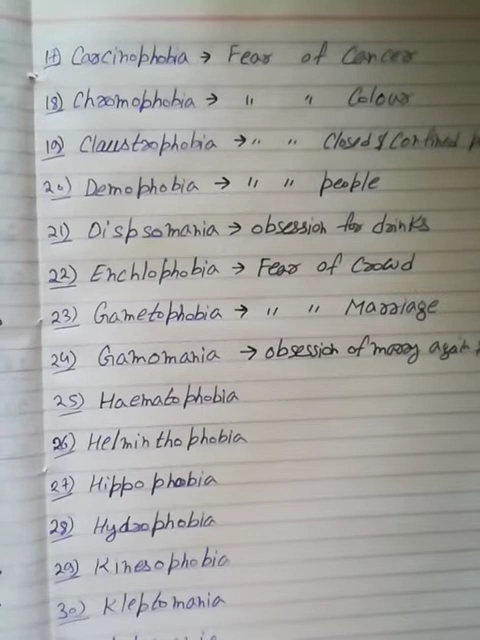 17) Carcinophobia → Fear of Cancer
18) Chromophobia → " " Colour
19) Claustrophobia → " " Closed & Confined
20) Demophobia → " " people
21) Dispsomania → obsession for drinks
22) Enchlophobia → Fear of Crowd
23) Gametophobia → " " Marriage
24) Gamomania → obsession of marry again
25) Haematophobia
26) Helminthophobia
27) Hippophobia
28) Hydrophobia
29) Kinesophobia
30) Kleptomania